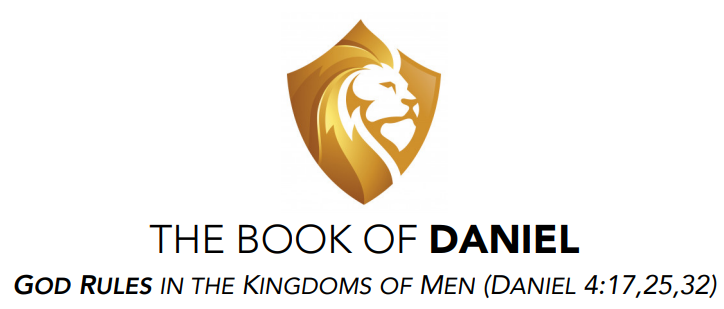 THE BOOK OF DANIEL
GOD RULES IN THE KINGDOMS OF MEN (DANIEL 4:17,25,32)